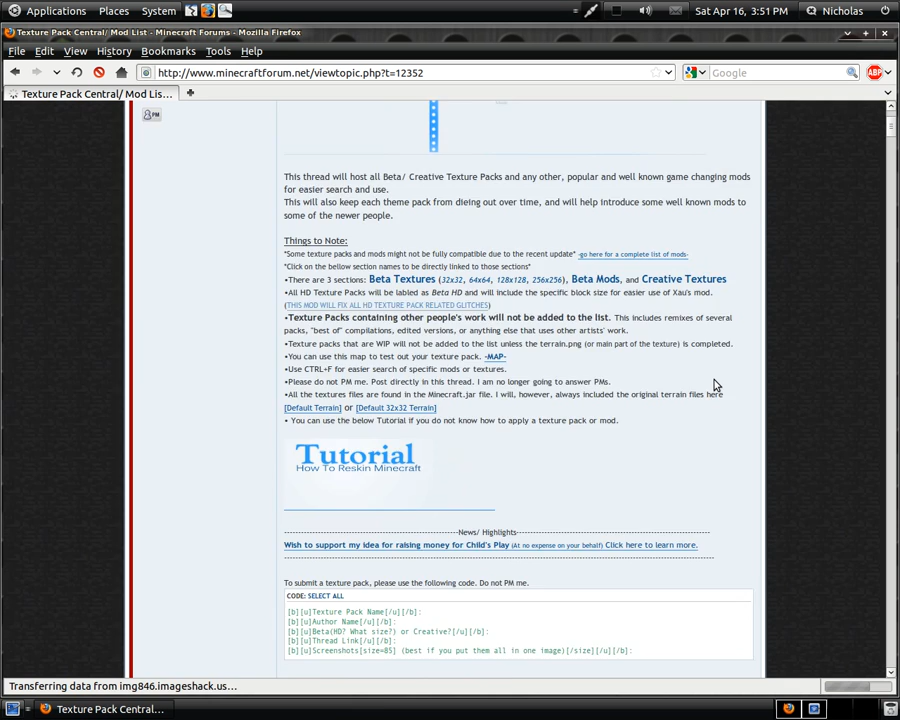 Applications Places System Sat Apr 16, 3:51 PM Nicholas
Texture Pack Central/ Mod List - Minecraft Forums - Mozilla Firefox
File Edit View History Bookmarks Tools Help
http://www.minecraftforum.net/viewtopic.php?t=12352 Google ABP
Texture Pack Central/ Mod Lis...
PM
This thread will host all Beta/ Creative Texture Packs and any other, popular and well known game changing mods
for easier search and use.
This will also keep each theme pack from dieing out over time, and will help introduce some well known mods to
some of the newer people.
Things to Note:
*Some texture packs and mods might not be fully compatible due to the recent update* -go here for a complete list of mods-
*Click on the bellow section names to be directly linked to those sections*
•There are 3 sections: Beta Textures (32x32, 64x64, 128x128, 256x256), Beta Mods, and Creative Textures
•All HD Texture Packs will be labled as Beta HD and will include the specific block size for easier use of Xau's mod.
(THIS MOD WILL FIX ALL HD TEXTURE PACK RELATED GLITCHES)
•Texture Packs containing other people's work will not be added to the list. This includes remixes of several
packs, "best of" compilations, edited versions, or anything else that uses other artists' work.
•Texture packs that are WIP will not be added to the list unless the terrain.png (or main part of the texture) is completed.
•You can use this map to test out your texture pack. -MAP-
•Use CTRL+F for easier search of specific mods or textures.
•Please do not PM me. Post directly in this thread. I am no longer going to answer PMs.
•All the textures files are found in the Minecraft.jar file. I will, however, always included the original terrain files here
[Default Terrain] or [Default 32x32 Terrain]
• You can use the below Tutorial if you do not know how to apply a texture pack or mod.
Tutorial
How To Reskin Minecraft
News/ Highlights
Wish to support my idea for raising money for Child's Play (At no expense on your behalf) Click here to learn more.
To submit a texture pack, please use the following code. Do not PM me.
CODE: SELECT ALL
[b][u]Texture Pack Name[/u][/b]:
[b][u]Author Name[/u][/b]:
[b][u]Beta(HD? What size?) or Creative?[/u][/b]:
[b][u]Thread Link[/u][/b]:
[b][u]Screenshots[size=85] (best if you put them all in one image)[/size][/u][/b]:
Transferring data from img846.imageshack.us...
Texture Pack Central...